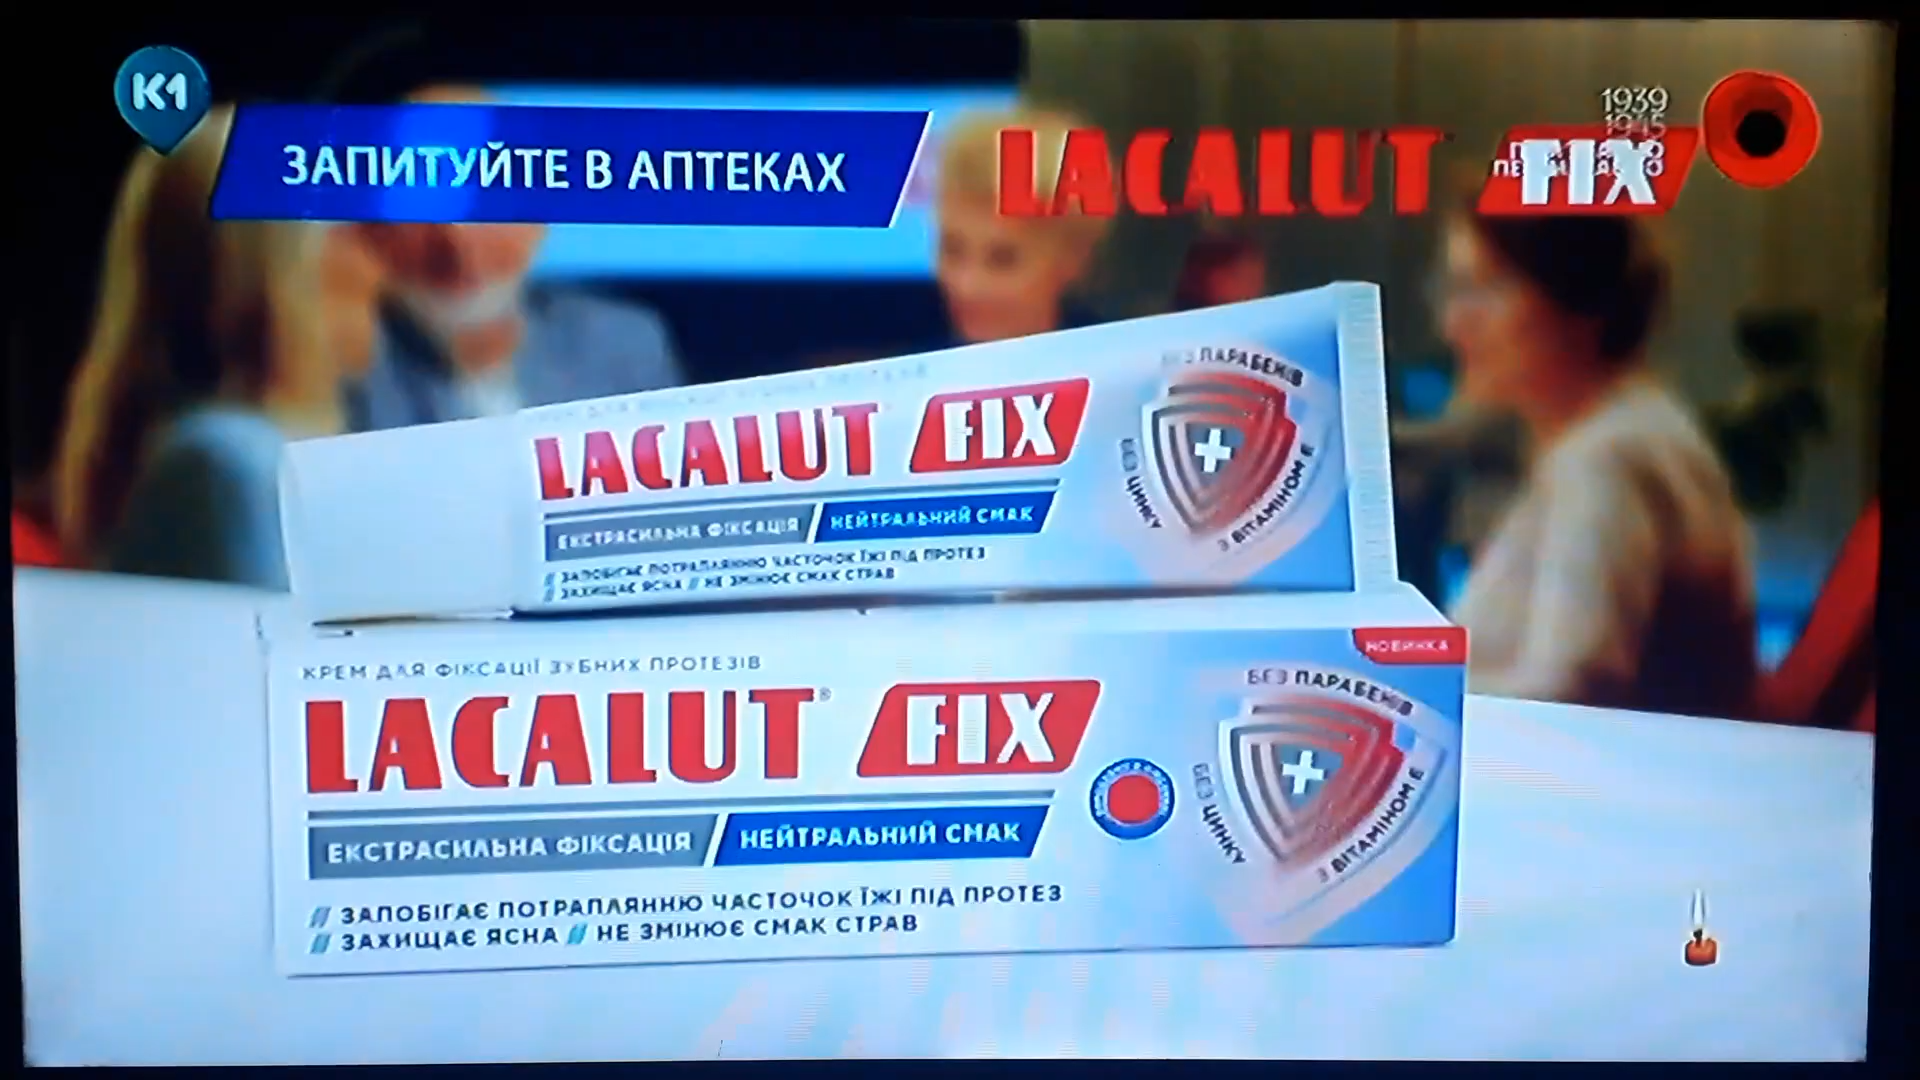 К1
ЗАПИТУЙТЕ В АПТЕКАХ
LACALUT FIX
1939
1945
БЕЗ ПАРАБЕНІВ
LACALUT FIX
БЕЗ ЦИНКУ
З ВІТАМІНОМ Е
ЕКСТРАСИЛЬНА ФІКСАЦІЯ
НЕЙТРАЛЬНИЙ СМАК
// ЗАПОБІГАЄ ПОТРАПЛЯННЮ ЧАСТОЧОК ЇЖІ ПІД ПРОТЕЗ
// ЗАХИЩАЄ ЯСНА // НЕ ЗМІНЮЄ СМАК СТРАВ
НОВИНКА
КРЕМ ДЛЯ ФІКСАЦІЇ ЗУБНИХ ПРОТЕЗІВ
LACALUT® FIX
БЕЗ ПАРАБЕНІВ
БЕЗ ЦИНКУ
З ВІТАМІНОМ Е
ЕКСТРАСИЛЬНА ФІКСАЦІЯ
НЕЙТРАЛЬНИЙ СМАК
// ЗАПОБІГАЄ ПОТРАПЛЯННЮ ЧАСТОЧОК ЇЖІ ПІД ПРОТЕЗ
// ЗАХИЩАЄ ЯСНА // НЕ ЗМІНЮЄ СМАК СТРАВ